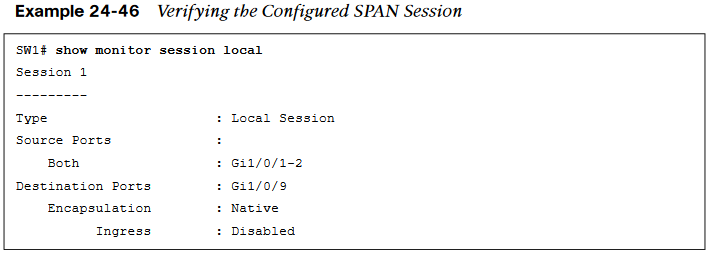 Example 24-46 Verifying the Configured SPAN Session
SW1# show monitor session local
Session 1
---------
Type : Local Session
Source Ports :
Both : Gi1/0/1-2
Destination Ports : Gi1/0/9
Encapsulation : Native
Ingress : Disabled